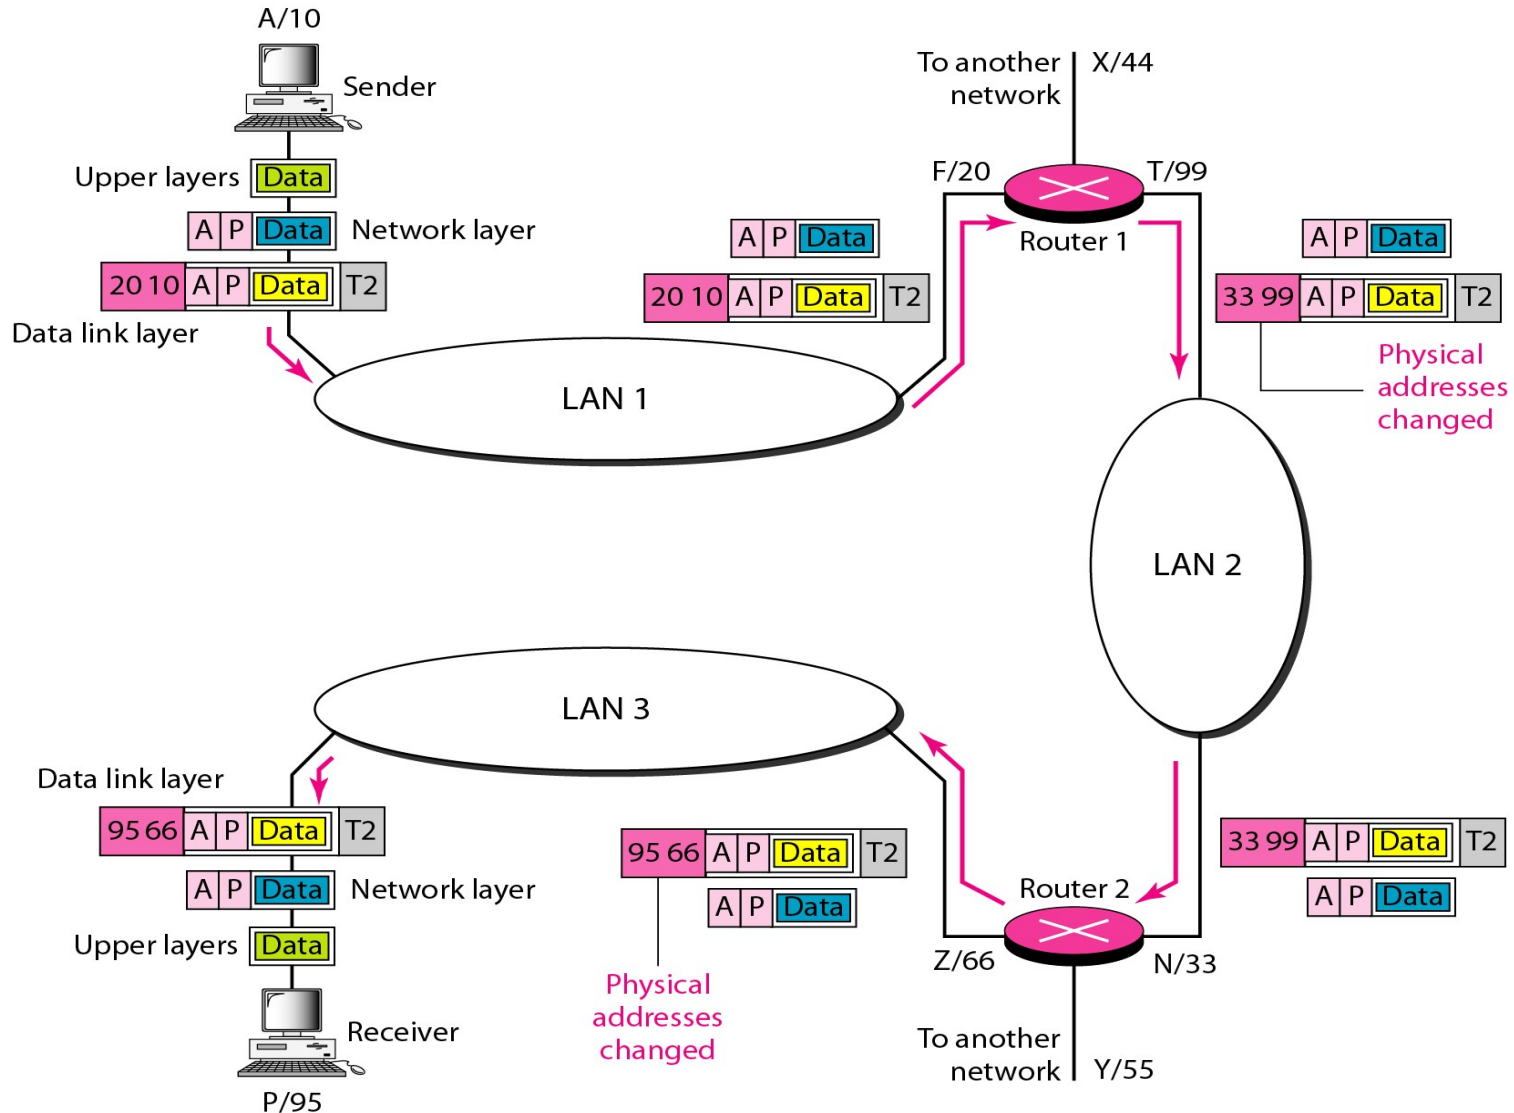 A/10
Sender
To another
network
X/44
Upper layers
Data
F/20
T/99
A P Data
Network layer
Router 1
A P Data
A P Data
20 10 A P Data T2
20 10 A P Data T2
33 99 A P Data T2
Data link layer
Physical
addresses
changed
LAN 1
LAN 2
LAN 3
Data link layer
95 66 A P Data T2
95 66 A P Data T2
33 99 A P Data T2
A P Data
Network layer
A P Data
Router 2
A P Data
Upper layers
Data
Z/66
N/33
Physical
addresses
changed
Receiver
To another
network
Y/55
P/95